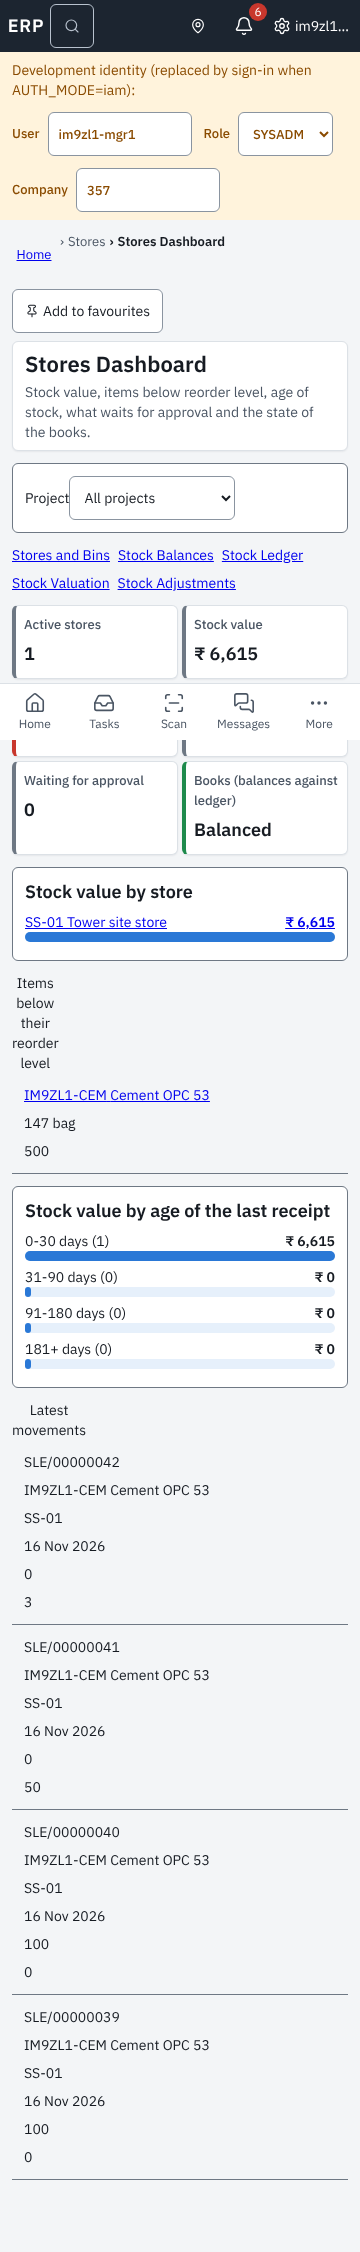 ERP
6
im9zl1...
Development identity (replaced by sign-in when
AUTH_MODE=iam):
User im9zl1-mgr1 Role SYSADM
Company 357
Home › Stores › Stores Dashboard
Add to favourites
Stores Dashboard
Stock value, items below reorder level, age of
stock, what waits for approval and the state of
the books.
Project All projects
Stores and Bins Stock Balances Stock Ledger
Stock Valuation Stock Adjustments
Active stores
1
Stock value
₹ 6,615
Home Tasks Scan Messages More
Waiting for approval
0
Books (balances against
ledger)
Balanced
Stock value by store
SS-01 Tower site store ₹ 6,615
Items
below
their
reorder
level
IM9ZL1-CEM Cement OPC 53
147 bag
500
Stock value by age of the last receipt
0-30 days (1) ₹ 6,615
31-90 days (0) ₹ 0
91-180 days (0) ₹ 0
181+ days (0) ₹ 0
Latest
movements
SLE/00000042
IM9ZL1-CEM Cement OPC 53
SS-01
16 Nov 2026
0
3
SLE/00000041
IM9ZL1-CEM Cement OPC 53
SS-01
16 Nov 2026
0
50
SLE/00000040
IM9ZL1-CEM Cement OPC 53
SS-01
16 Nov 2026
100
0
SLE/00000039
IM9ZL1-CEM Cement OPC 53
SS-01
16 Nov 2026
100
0